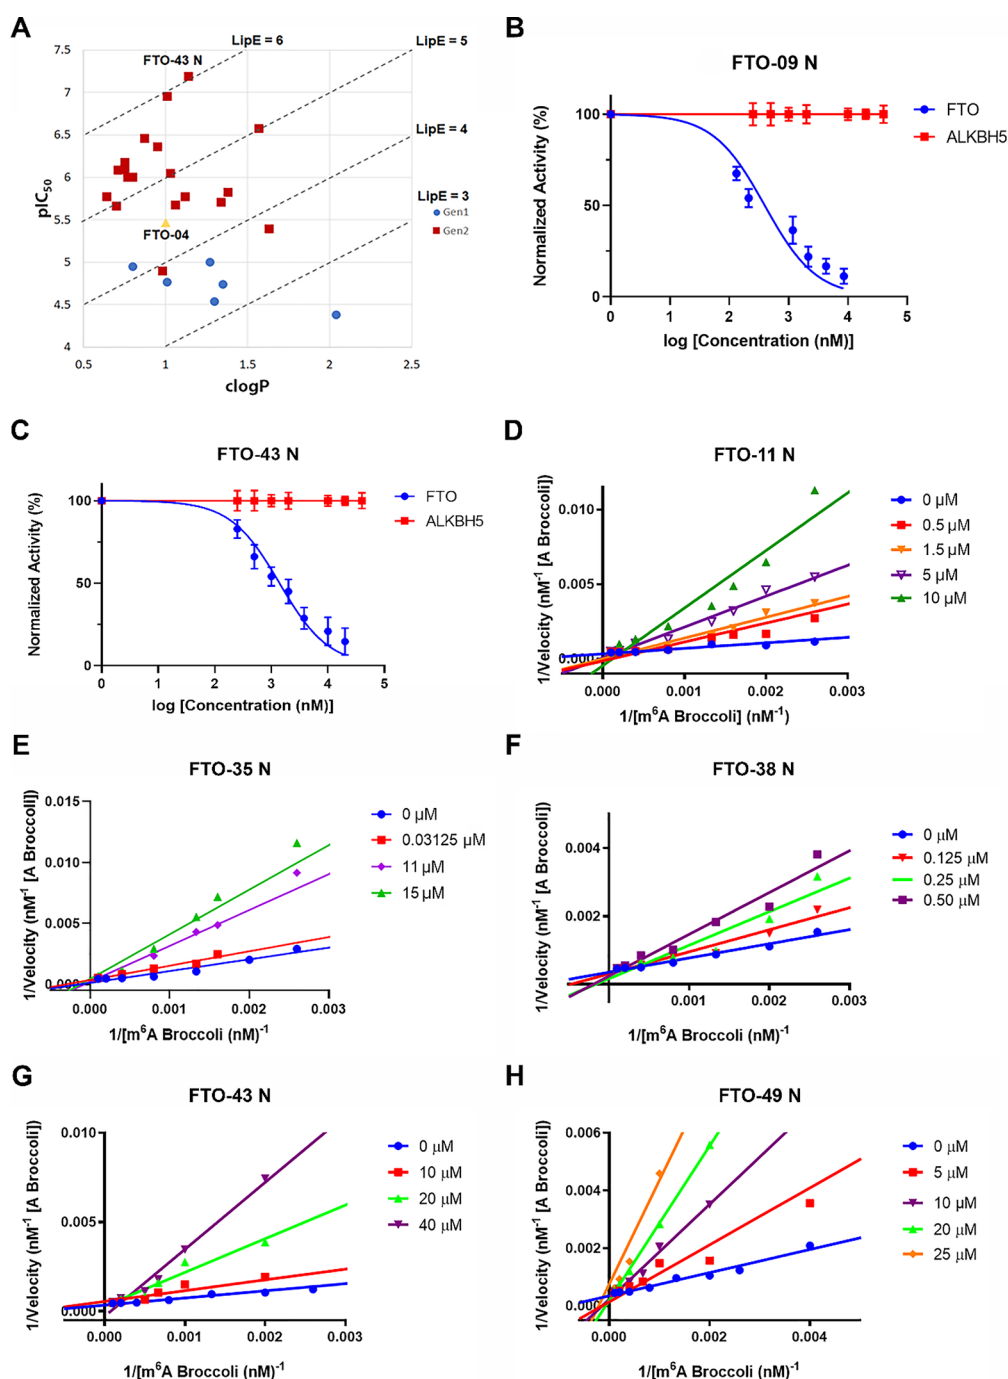 A
7.5
7
6.5
6
5.5
5
4.5
4
pIC50
0.5
1
1.5
2
2.5
clogP
LipE = 6
LipE = 5
LipE = 4
LipE = 3
FTO-43 N
FTO-04
Gen1
Gen2
B
FTO-09 N
Normalized Activity (%)
100
50
0
0
1
2
3
4
5
log [Concentration (nM)]
FTO
ALKBH5
C
FTO-43 N
Normalized Activity (%)
100
50
0
0
1
2
3
4
5
log [Concentration (nM)]
FTO
ALKBH5
D
FTO-11 N
1/Velocity (nM-1 [A Broccoli])
0.010
0.005
0.000
0.000
0.001
0.002
0.003
1/[m6A Broccoli] (nM-1)
0 µM
0.5 µM
1.5 µM
5 µM
10 µM
E
FTO-35 N
1/Velocity (nM-1 [A Broccoli])
0.015
0.010
0.005
0.000
0.000
0.001
0.002
0.003
1/[m6A Broccoli (nM)-1
0 µM
0.03125 µM
11 µM
15 µM
F
FTO-38 N
1/Velocity (nM-1 [A Broccoli])
0.004
0.002
0.000
0.001
0.002
0.003
1/[m6A Broccoli (nM)-1
0 µM
0.125 µM
0.25 µM
0.50 µM
G
FTO-43 N
1/Velocity (nM-1 [A Broccoli])
0.010
0.005
0.000
0.000
0.001
0.002
0.003
1/[m6A Broccoli (nM)-1
0 µM
10 µM
20 µM
40 µM
H
FTO-49 N
1/Velocity (nM-1 [A Broccoli])
0.006
0.004
0.002
0.000
0.000
0.002
0.004
1/[m6A Broccoli (nM)-1
0 µM
5 µM
10 µM
20 µM
25 µM